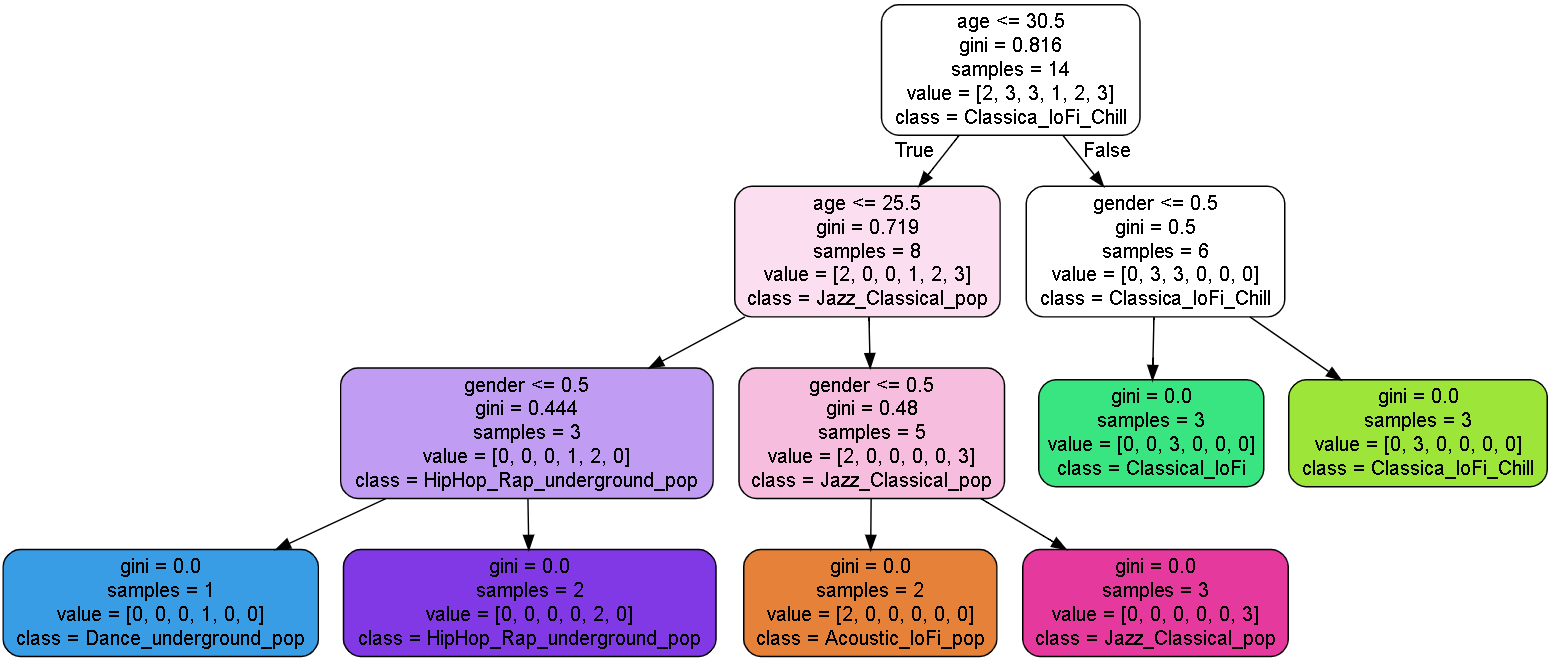 age <= 30.5
gini = 0.816
samples = 14
value = [2, 3, 3, 1, 2, 3]
class = Classica_loFi_Chill
True
False
age <= 25.5
gini = 0.719
samples = 8
value = [2, 0, 0, 1, 2, 3]
class = Jazz_Classical_pop
gender <= 0.5
gini = 0.5
samples = 6
value = [0, 3, 3, 0, 0, 0]
class = Classica_loFi_Chill
gender <= 0.5
gini = 0.444
samples = 3
value = [0, 0, 0, 1, 2, 0]
class = HipHop_Rap_underground_pop
gender <= 0.5
gini = 0.48
samples = 5
value = [2, 0, 0, 0, 0, 3]
class = Jazz_Classical_pop
gini = 0.0
samples = 3
value = [0, 0, 3, 0, 0, 0]
class = Classical_loFi
gini = 0.0
samples = 3
value = [0, 3, 0, 0, 0, 0]
class = Classica_loFi_Chill
gini = 0.0
samples = 1
value = [0, 0, 0, 1, 0, 0]
class = Dance_underground_pop
gini = 0.0
samples = 2
value = [0, 0, 0, 0, 2, 0]
class = HipHop_Rap_underground_pop
gini = 0.0
samples = 2
value = [2, 0, 0, 0, 0, 0]
class = Acoustic_loFi_pop
gini = 0.0
samples = 3
value = [0, 0, 0, 0, 0, 3]
class = Jazz_Classical_pop